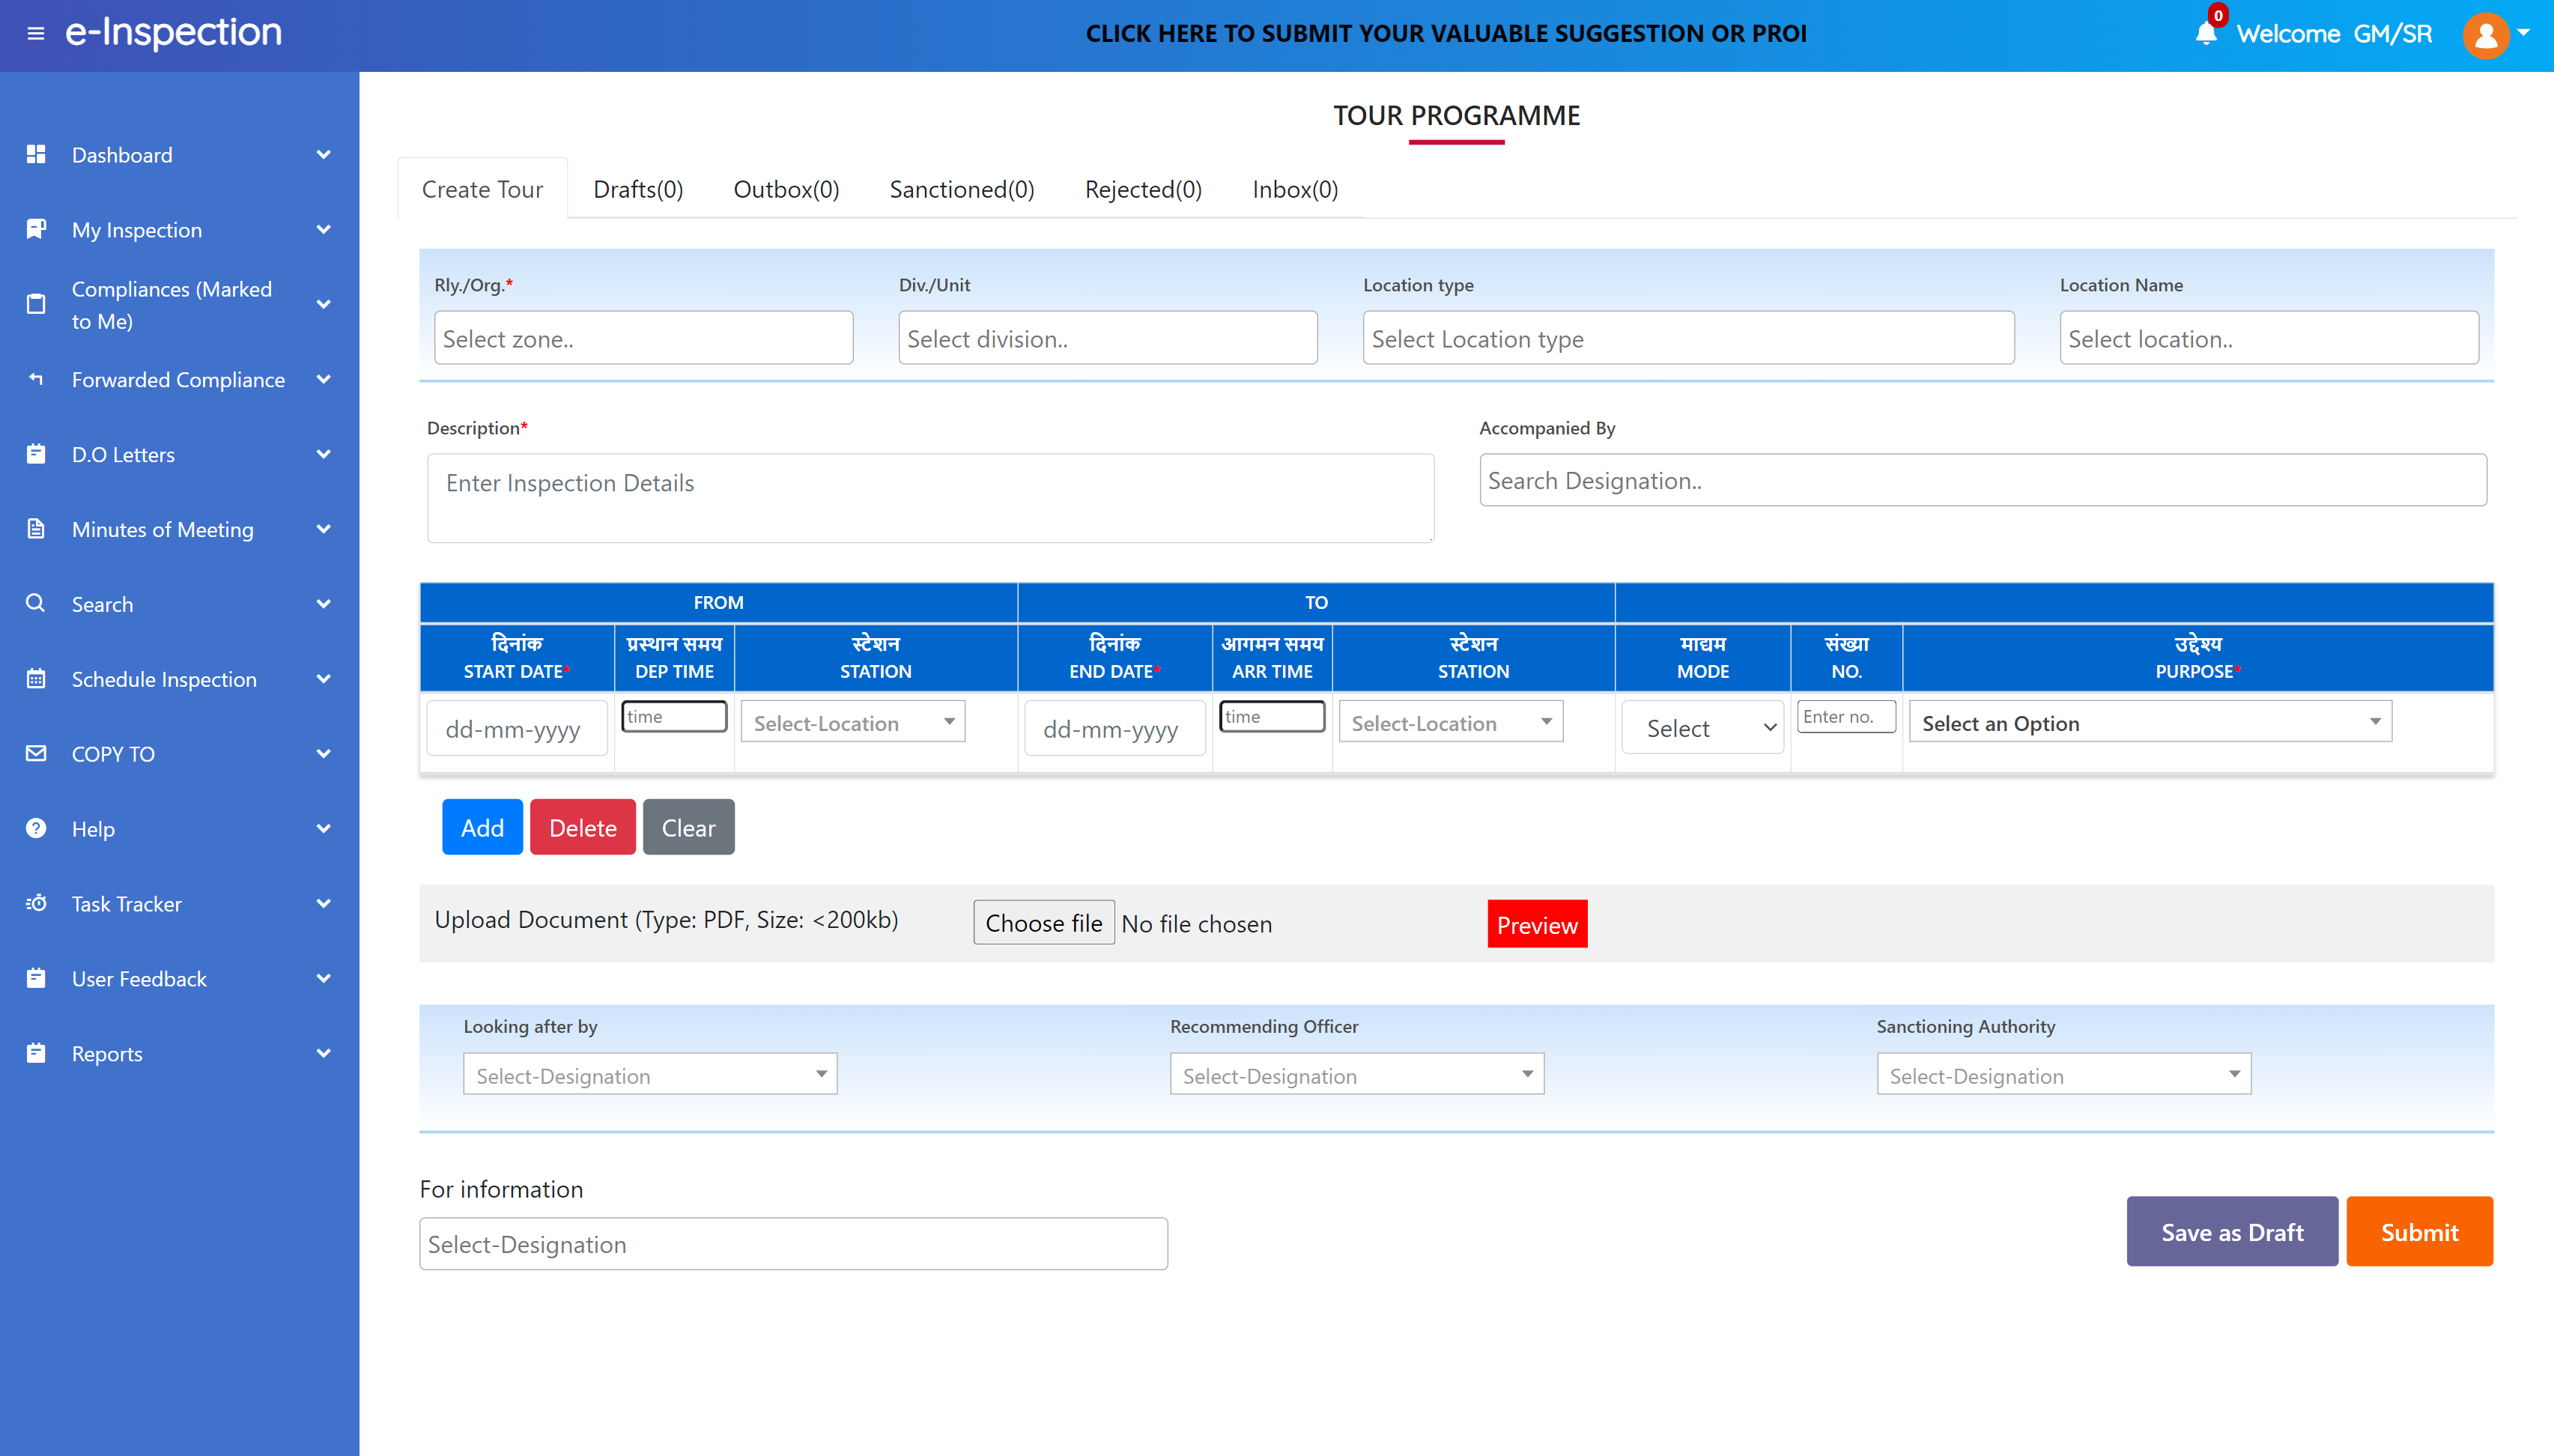 e-Inspection
CLICK HERE TO SUBMIT YOUR VALUABLE SUGGESTION OR PROI
0
Welcome GM/SR
Dashboard
My Inspection
Compliances (Marked
to Me)
Forwarded Compliance
D.O Letters
Minutes of Meeting
Search
Schedule Inspection
COPY TO
Help
Task Tracker
User Feedback
Reports
TOUR PROGRAMME
Create Tour Drafts(0) Outbox(0) Sanctioned(0) Rejected(0) Inbox(0)
Rly./Org.* Div./Unit Location type Location Name
Select zone.. Select division.. Select Location type Select location..
Description* Accompanied By
Enter Inspection Details Search Designation..
FROM TO
दिनांक प्रस्थान समय स्टेशन दिनांक आगमन समय स्टेशन माद्यम संख्या उद्देश्य
START DATE* DEP TIME STATION END DATE* ARR TIME STATION MODE NO. PURPOSE*
dd-mm-yyyy time Select-Location dd-mm-yyyy time Select-Location Select Enter no. Select an Option
Add Delete Clear
Upload Document (Type: PDF, Size: <200kb) Choose file No file chosen Preview
Looking after by Recommending Officer Sanctioning Authority
Select-Designation Select-Designation Select-Designation
For information
Select-Designation
Save as Draft Submit